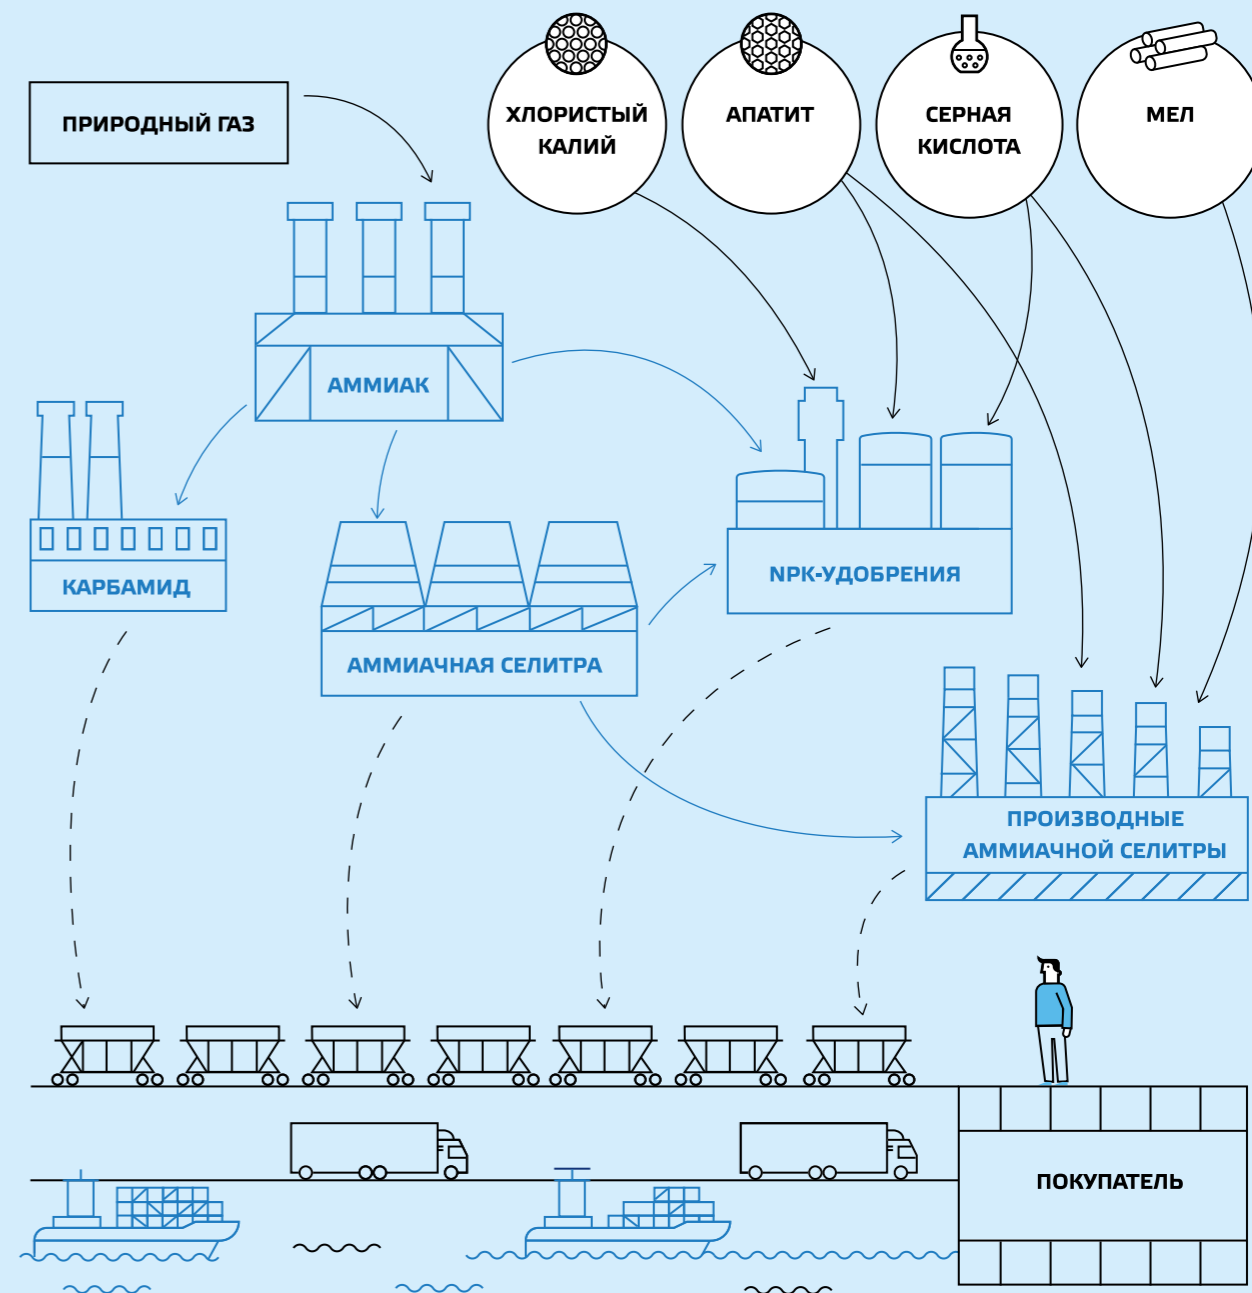 ПРИРОДНЫЙ ГАЗ
ХЛОРИСТЫЙ
КАЛИЙ
АПАТИТ
СЕРНАЯ
КИСЛОТА
МЕЛ
АММИАК
КАРБАМИД
АММИАЧНАЯ СЕЛИТРА
NPK-УДОБРЕНИЯ
ПРОИЗВОДНЫЕ
АММИАЧНОЙ СЕЛИТРЫ
ПОКУПАТЕЛЬ